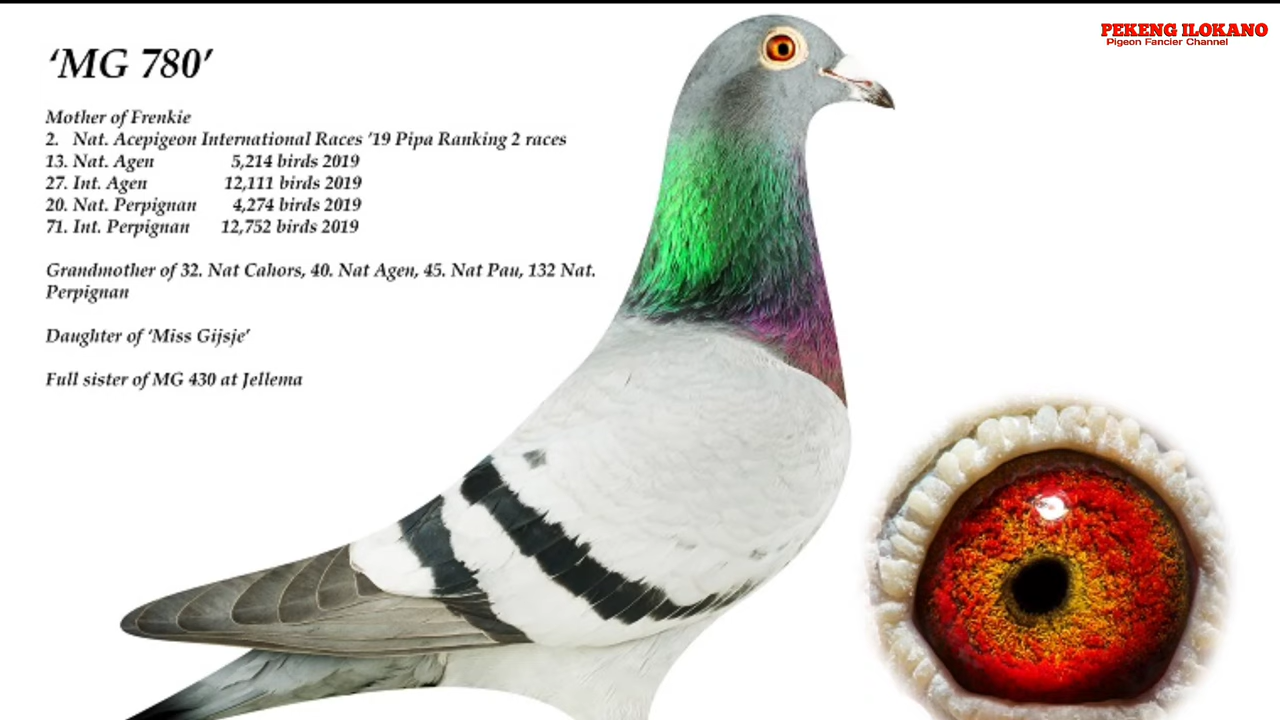 PEKENG ILOKANO
Pigeon Fancier Channel
‘MG 780’
Mother of Frenkie
2. Nat. Acepigeon International Races ’19 Pipa Ranking 2 races
13. Nat. Agen 5,214 birds 2019
27. Int. Agen 12,111 birds 2019
20. Nat. Perpignan 4,274 birds 2019
71. Int. Perpignan 12,752 birds 2019
Grandmother of 32. Nat Cahors, 40. Nat Agen, 45. Nat Pau, 132 Nat.
Perpignan
Daughter of ‘Miss Gijsje’
Full sister of MG 430 at Jellema